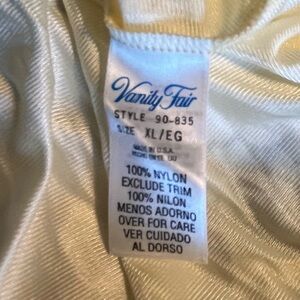 Vanity Fair
STYLE 90-835
SIZE XL/EG
MADE IN U.S.A.
100% NYLON
EXCLUDE TRIM
100% NILON
MENOS ADORNO
OVER FOR CARE
VER CUIDADO
AL DORSO